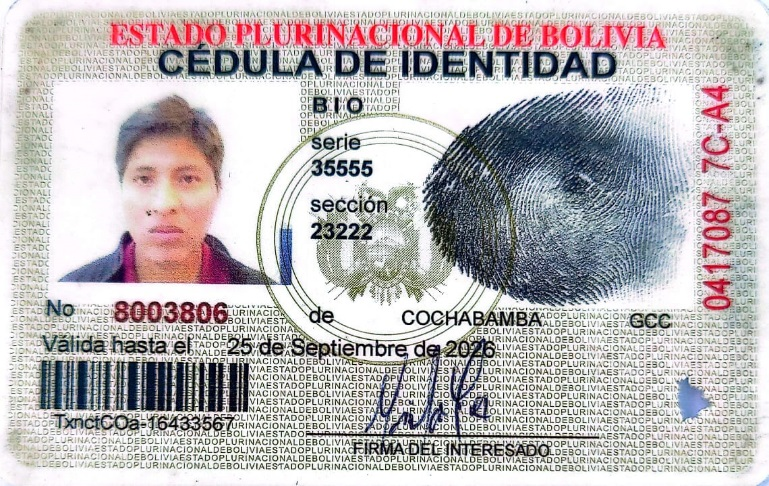 ESTADO PLURINACIONAL DE BOLIVIA
CÉDULA DE IDENTIDAD
BIO
serie
35555
sección
23222
0417087 7C-A4
No 8003806 de COCHABAMBA GCC
Válida hasta el 25 de Septiembre de 2026
TxnctCOa-16433567
FIRMA DEL INTERESADO